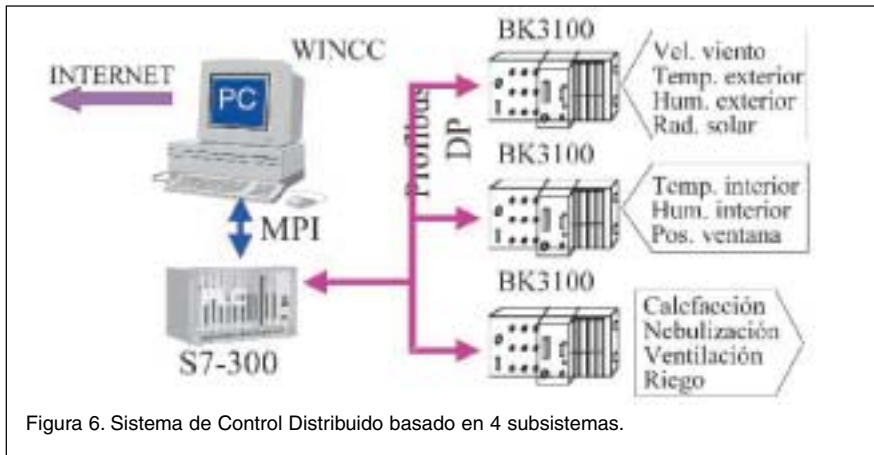 WINCC
INTERNET
PC
MPI
S7-300
Profibus
DP
BK3100
Vel. viento
Temp. exterior
Hum. exterior
Rad. solar
BK3100
Temp. interior
Hum. interior
Pos. ventana
BK3100
Calefacción
Nebulización
Ventilación
Riego
Figura 6. Sistema de Control Distribuido basado en 4 subsistemas.